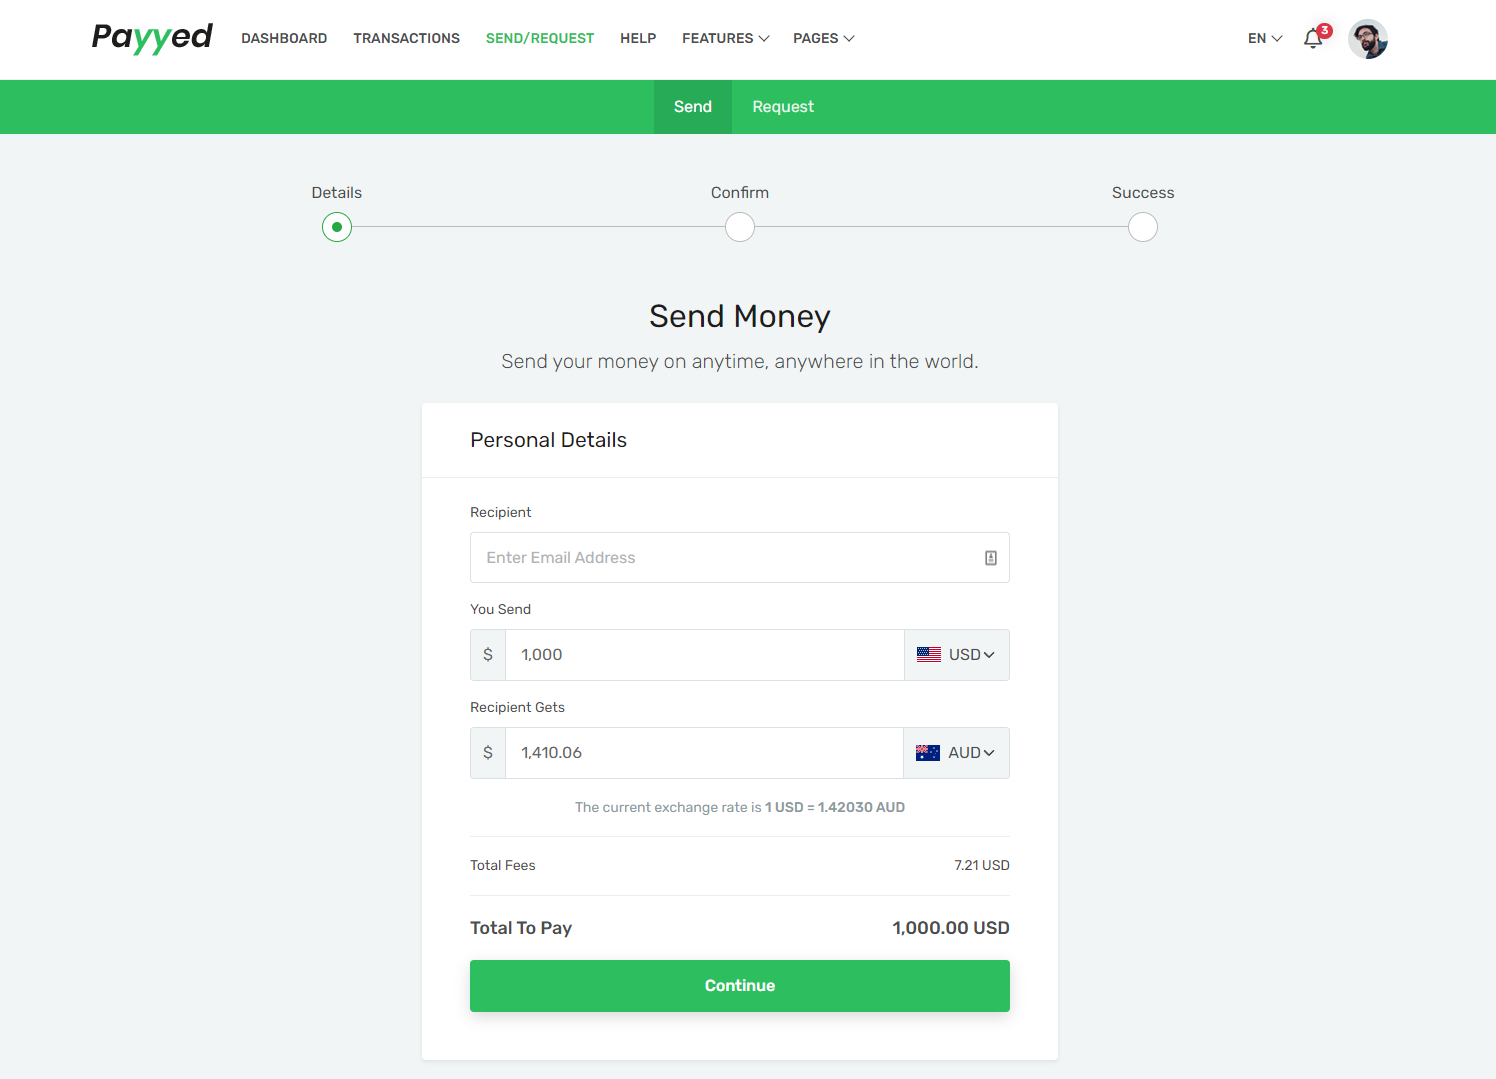 Payyed
DASHBOARD TRANSACTIONS SEND/REQUEST HELP FEATURES PAGES EN 3
Send Request
Details Confirm Success
Send Money
Send your money on anytime, anywhere in the world.
Personal Details
Recipient
Enter Email Address
You Send
$ 1,000 USD
Recipient Gets
$ 1,410.06 AUD
The current exchange rate is 1 USD = 1.42030 AUD
Total Fees 7.21 USD
Total To Pay 1,000.00 USD
Continue